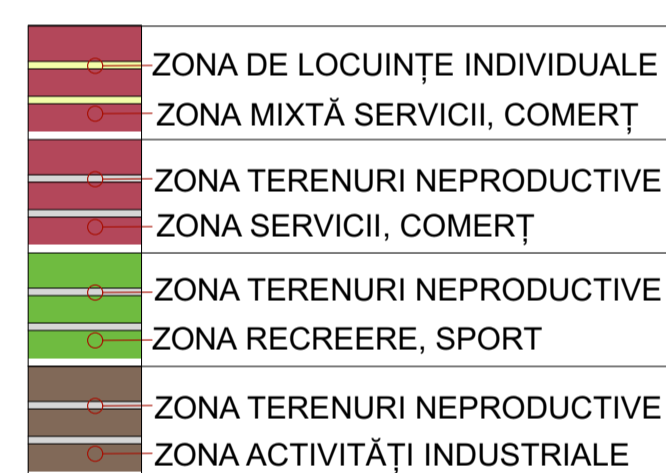 ZONA DE LOCUINȚE INDIVIDUALE
ZONA MIXTĂ SERVICII, COMERȚ
ZONA TERENURI NEPRODUCTIVE
ZONA SERVICII, COMERȚ
ZONA TERENURI NEPRODUCTIVE
ZONA RECREERE, SPORT
ZONA TERENURI NEPRODUCTIVE
ZONA ACTIVITĂȚI INDUSTRIALE